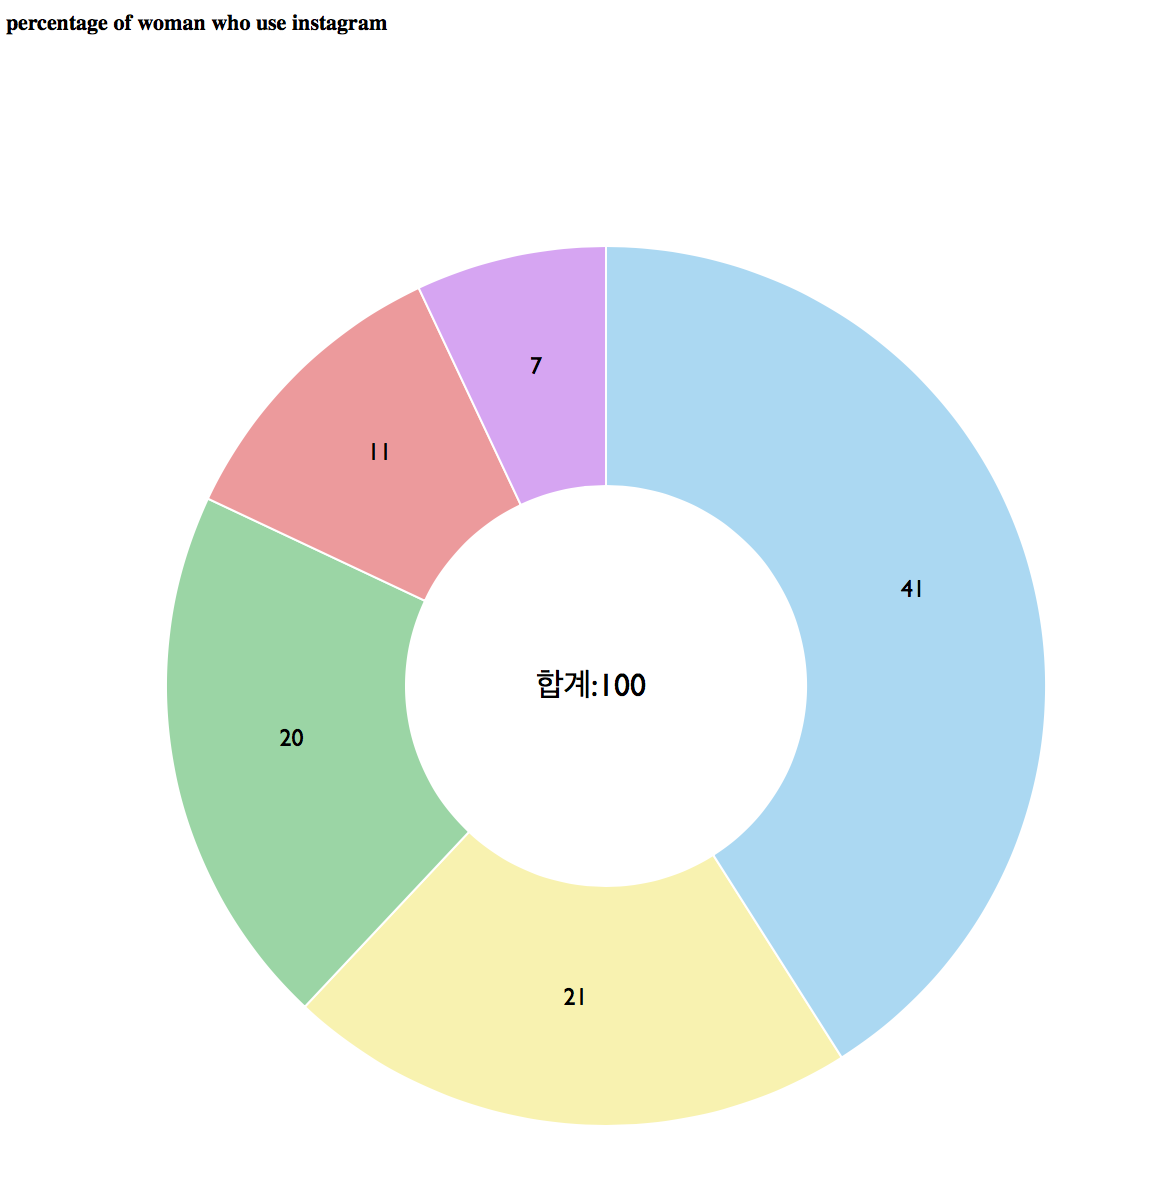 percentage of woman who use instagram
7
11
41
합계:100
20
21